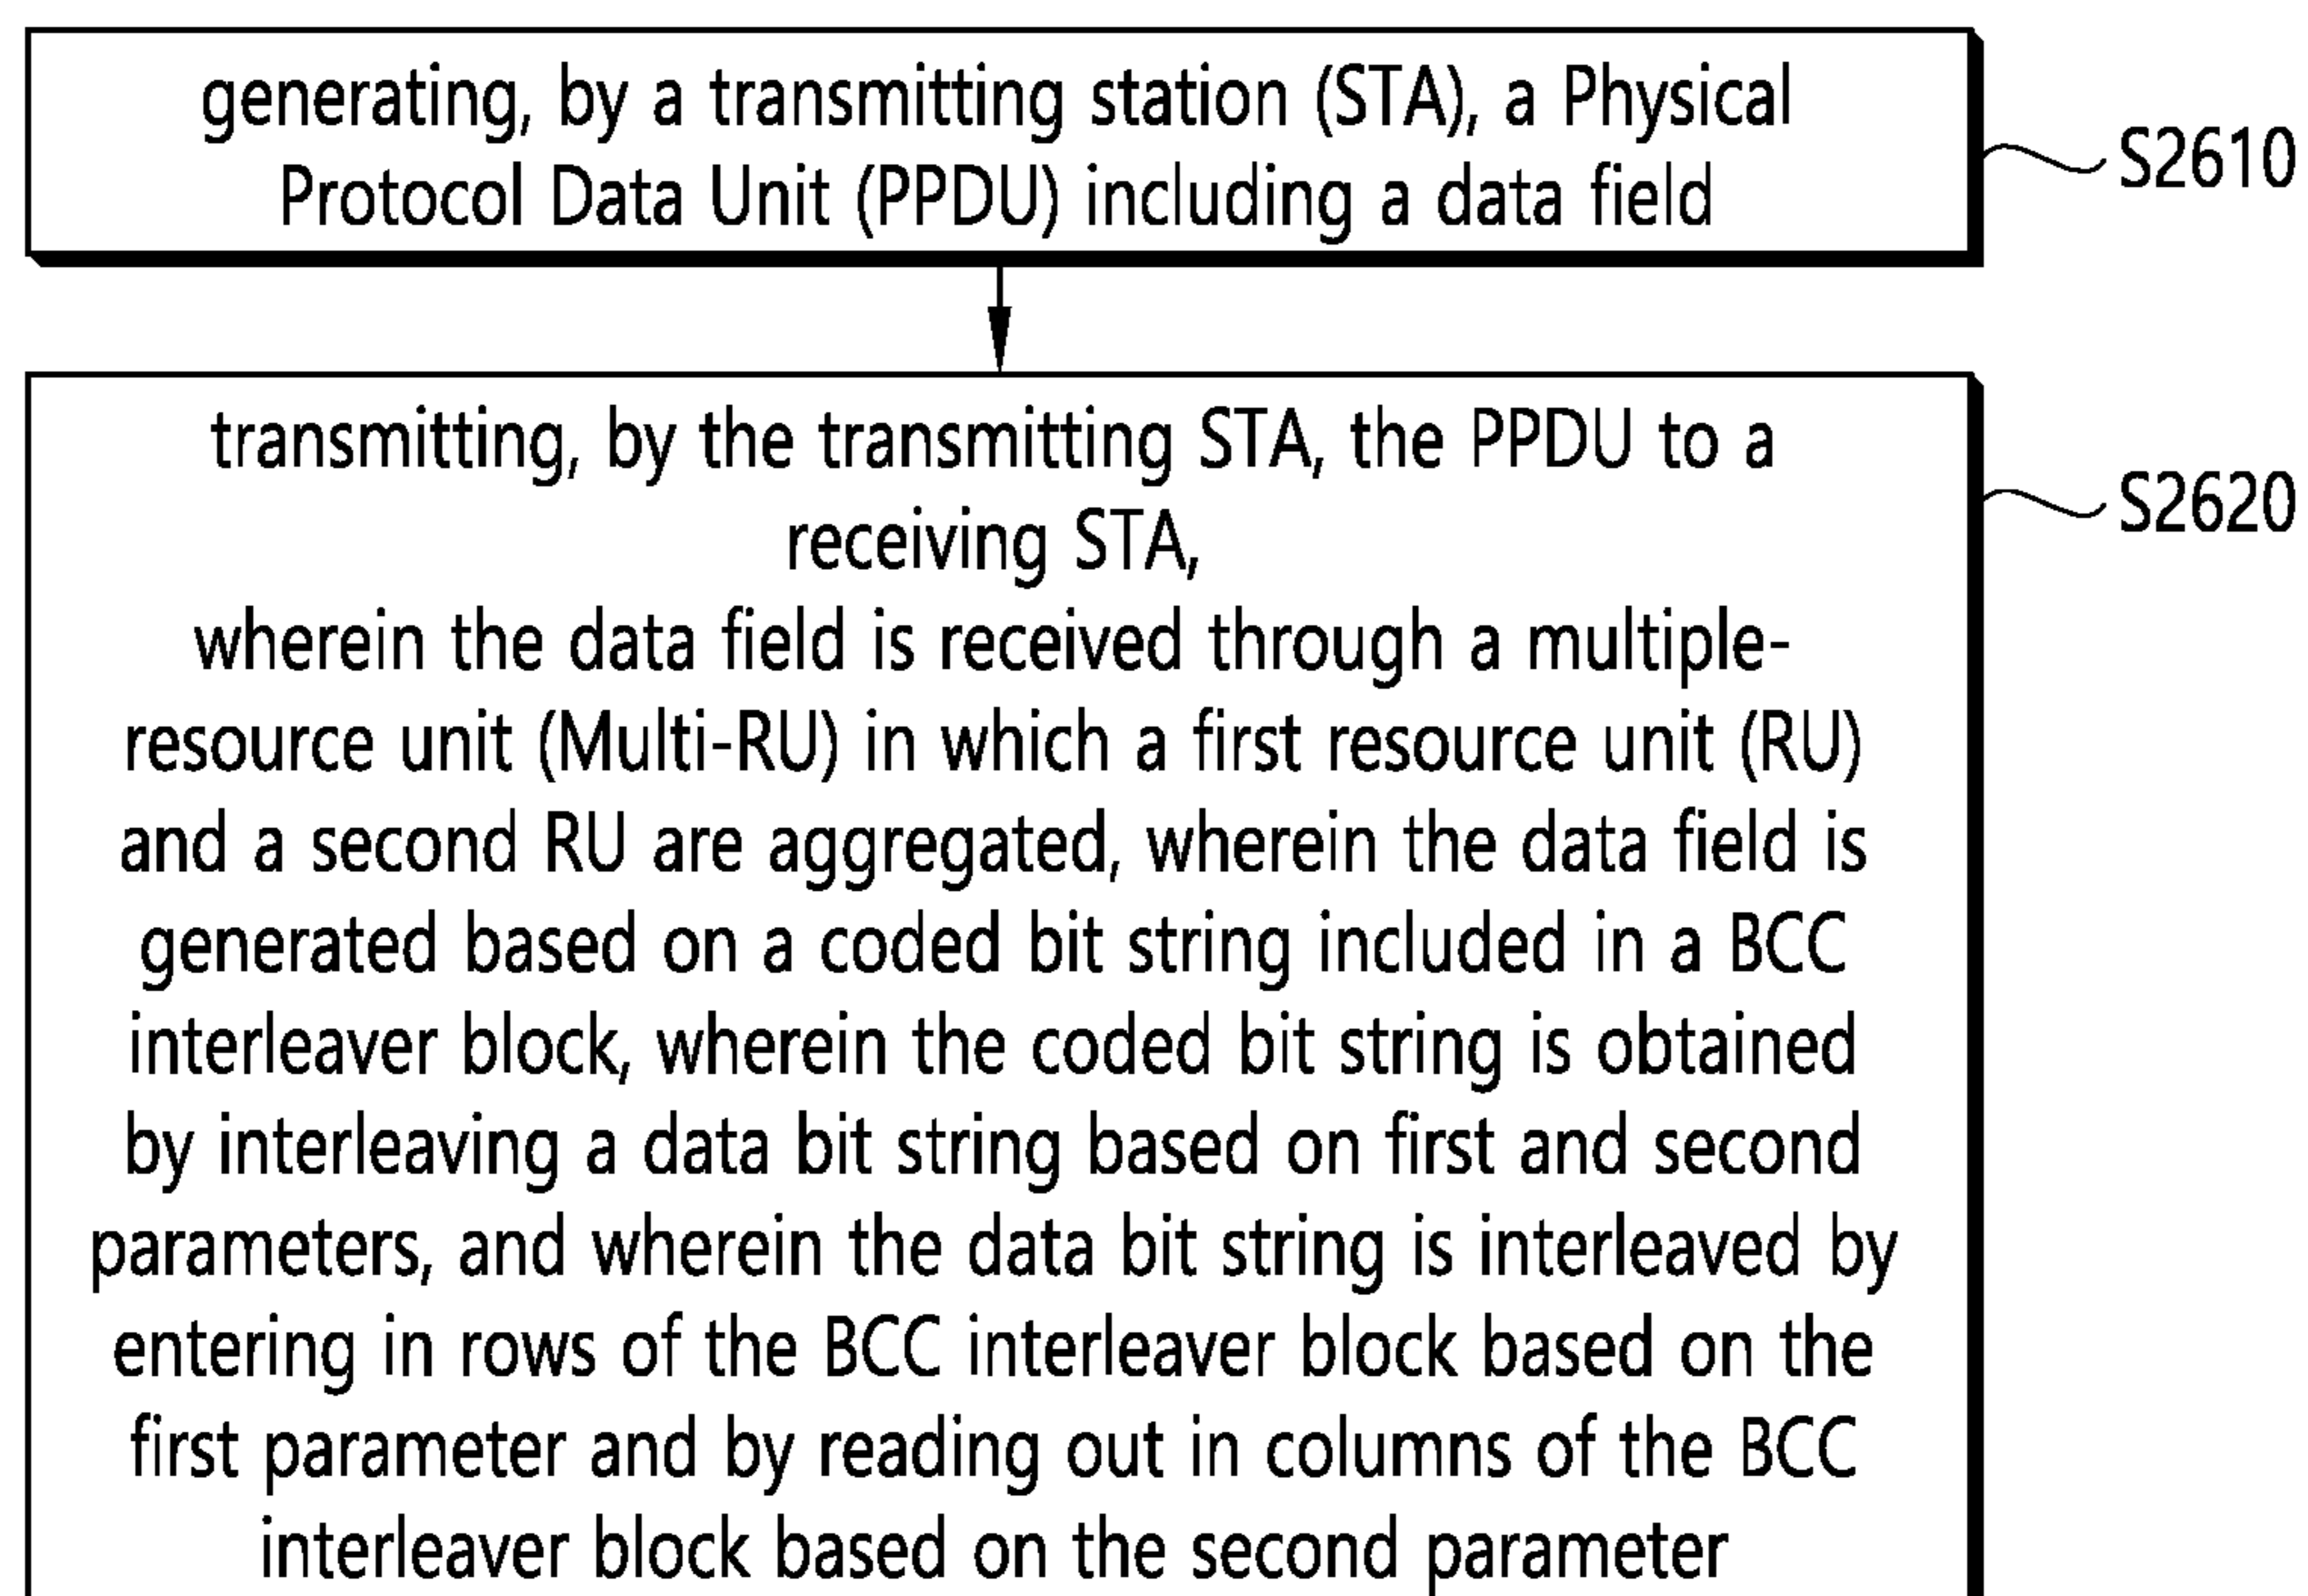 generating, by a transmitting station (STA), a Physical
Protocol Data Unit (PPDU) including a data field
S2610
transmitting, by the transmitting STA, the PPDU to a
receiving STA,
S2620
wherein the data field is received through a multiple-
resource unit (Multi-RU) in which a first resource unit (RU)
and a second RU are aggregated, wherein the data field is
generated based on a coded bit string included in a BCC
interleaver block, wherein the coded bit string is obtained
by interleaving a data bit string based on first and second
parameters, and wherein the data bit string is interleaved by
entering in rows of the BCC interleaver block based on the
first parameter and by reading out in columns of the BCC
interleaver block based on the second parameter